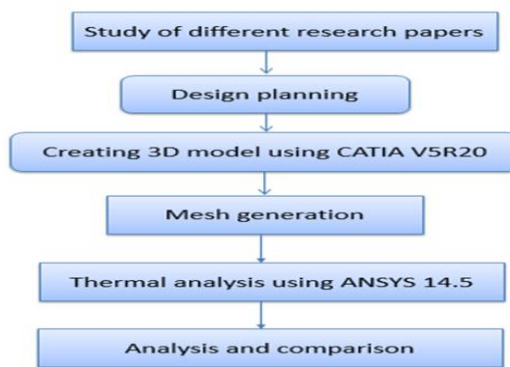 Study of different research papers
Design planning
Creating 3D model using CATIA V5R20
Mesh generation
Thermal analysis using ANSYS 14.5
Analysis and comparison